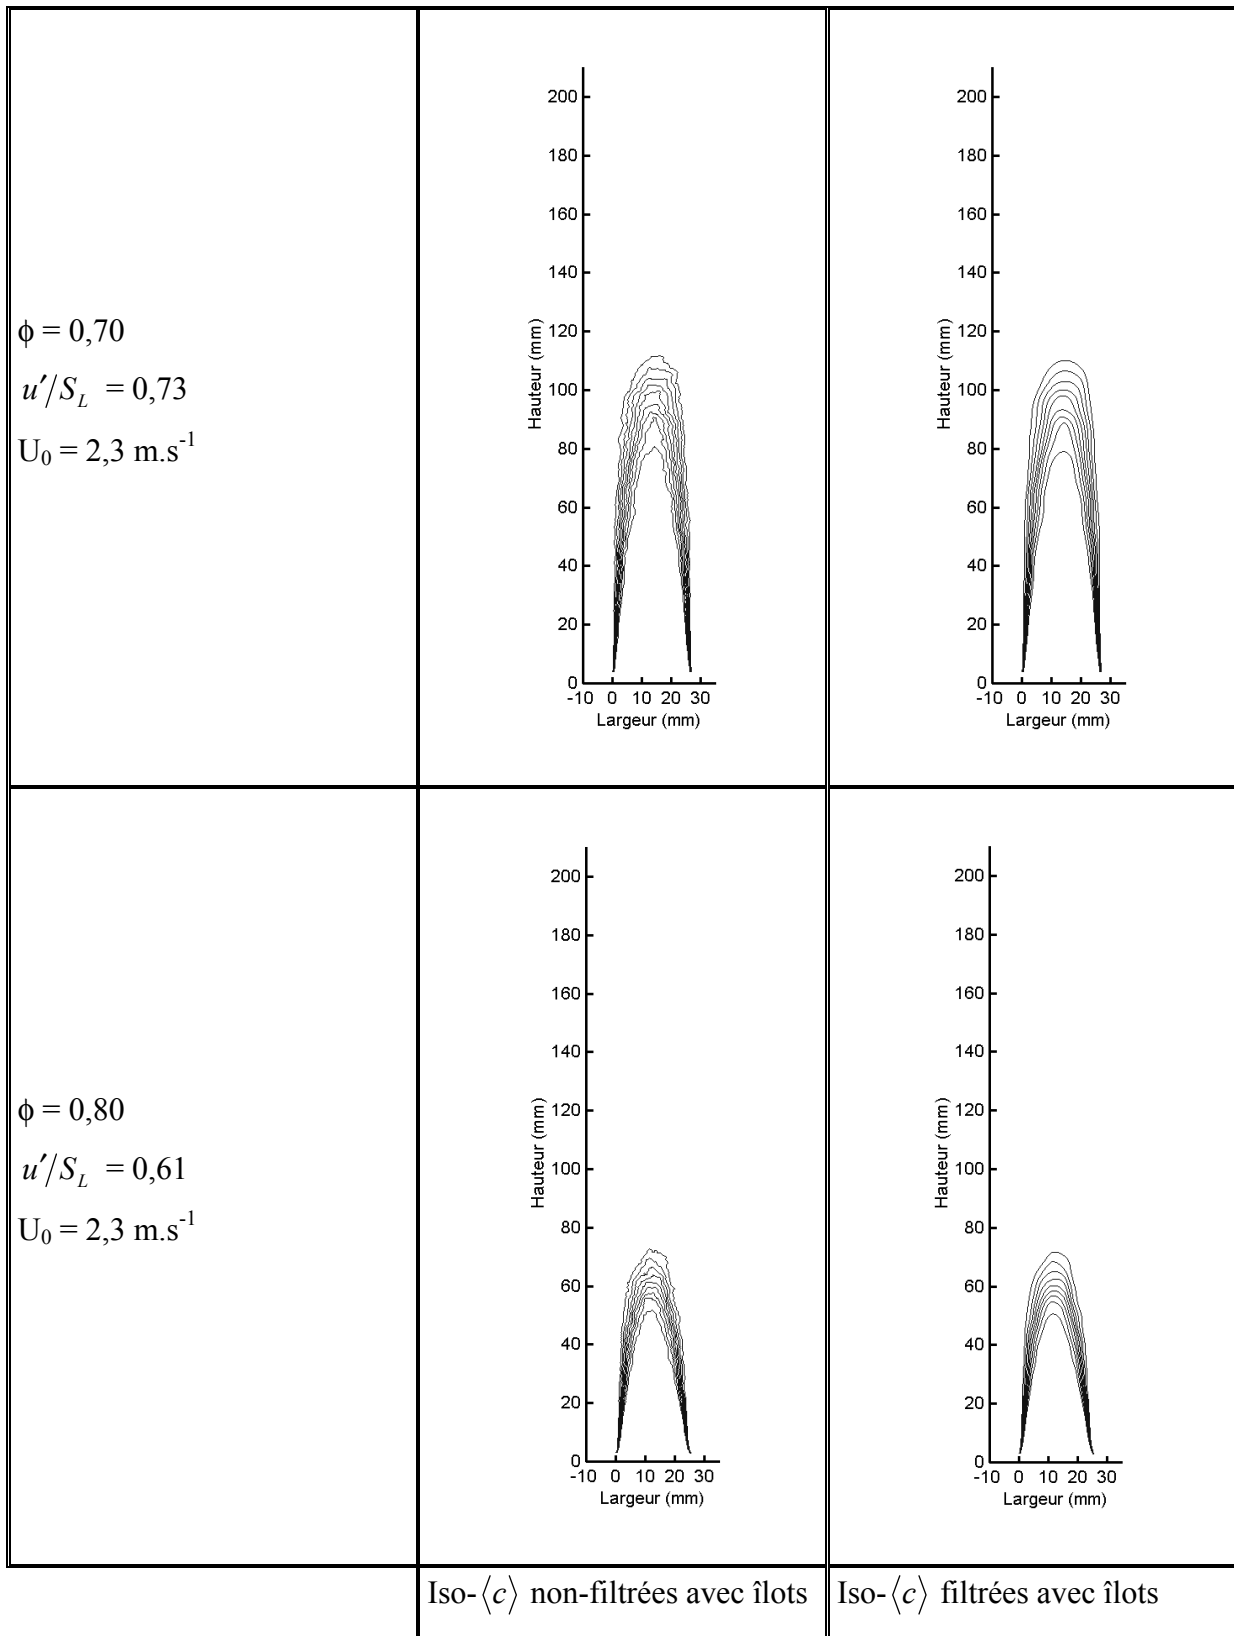 φ = 0,70
u′/S_L = 0,73
U₀ = 2,3 m.s⁻¹
200
180
160
140
120
100
80
60
40
20
0
Hauteur (mm)
-10 0 10 20 30
Largeur (mm)
200
180
160
140
120
100
80
60
40
20
0
Hauteur (mm)
-10 0 10 20 30
Largeur (mm)
φ = 0,80
u′/S_L = 0,61
U₀ = 2,3 m.s⁻¹
200
180
160
140
120
100
80
60
40
20
0
Hauteur (mm)
-10 0 10 20 30
Largeur (mm)
200
180
160
140
120
100
80
60
40
20
0
Hauteur (mm)
-10 0 10 20 30
Largeur (mm)
Iso-⟨c⟩ non-filtrées avec îlots
Iso-⟨c⟩ filtrées avec îlots